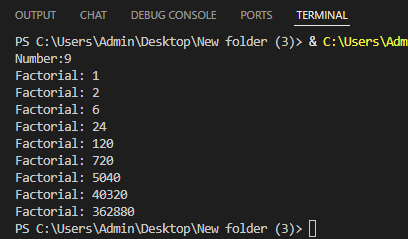 OUTPUT CHAT DEBUG CONSOLE PORTS TERMINAL
PS C:\Users\Admin\Desktop\New folder (3)> & C:\Users\Adm
Number:9
Factorial: 1
Factorial: 2
Factorial: 6
Factorial: 24
Factorial: 120
Factorial: 720
Factorial: 5040
Factorial: 40320
Factorial: 362880
PS C:\Users\Admin\Desktop\New folder (3)>